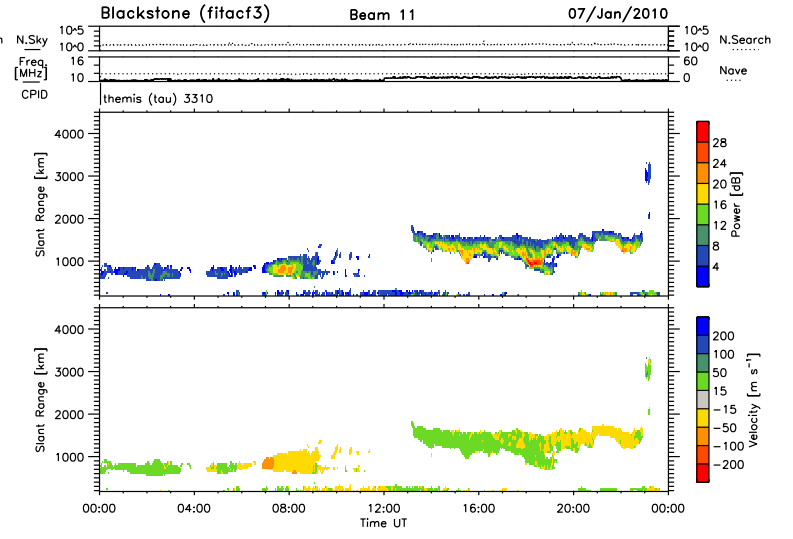 Blackstone (fitacf3) Beam 11 07/Jan/2010
n N.Sky 10^5 10^0 10^5 10^0 N.Search
Freq. [MHz] 16 10 60 0 Nave
CPID themis (tau) 3310
Slant Range [km] 4000 3000 2000 1000
28 24 20 16 12 8 4 Power [dB]
Slant Range [km] 4000 3000 2000 1000
200 100 50 15 −15 −50 −100 −200 Velocity [m s⁻¹]
00:00 04:00 08:00 12:00 16:00 20:00 00:00
Time UT